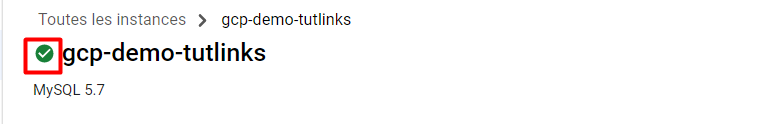 Toutes les instances > gcp-demo-tutlinks
gcp-demo-tutlinks
MySQL 5.7